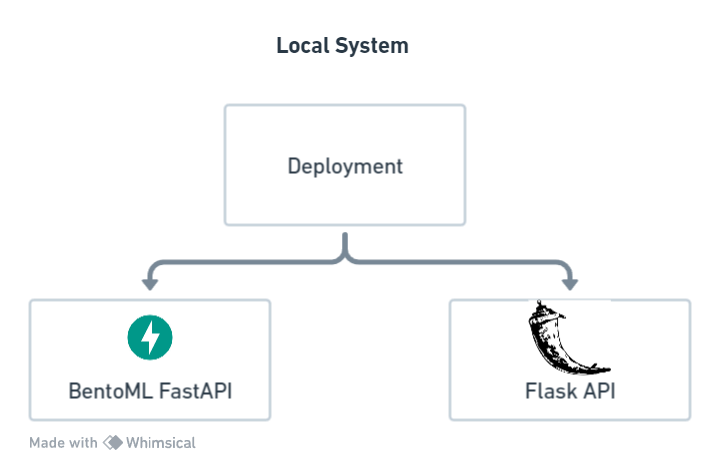 Local System
Deployment
BentoML FastAPI
Flask API
Made with Whimsical